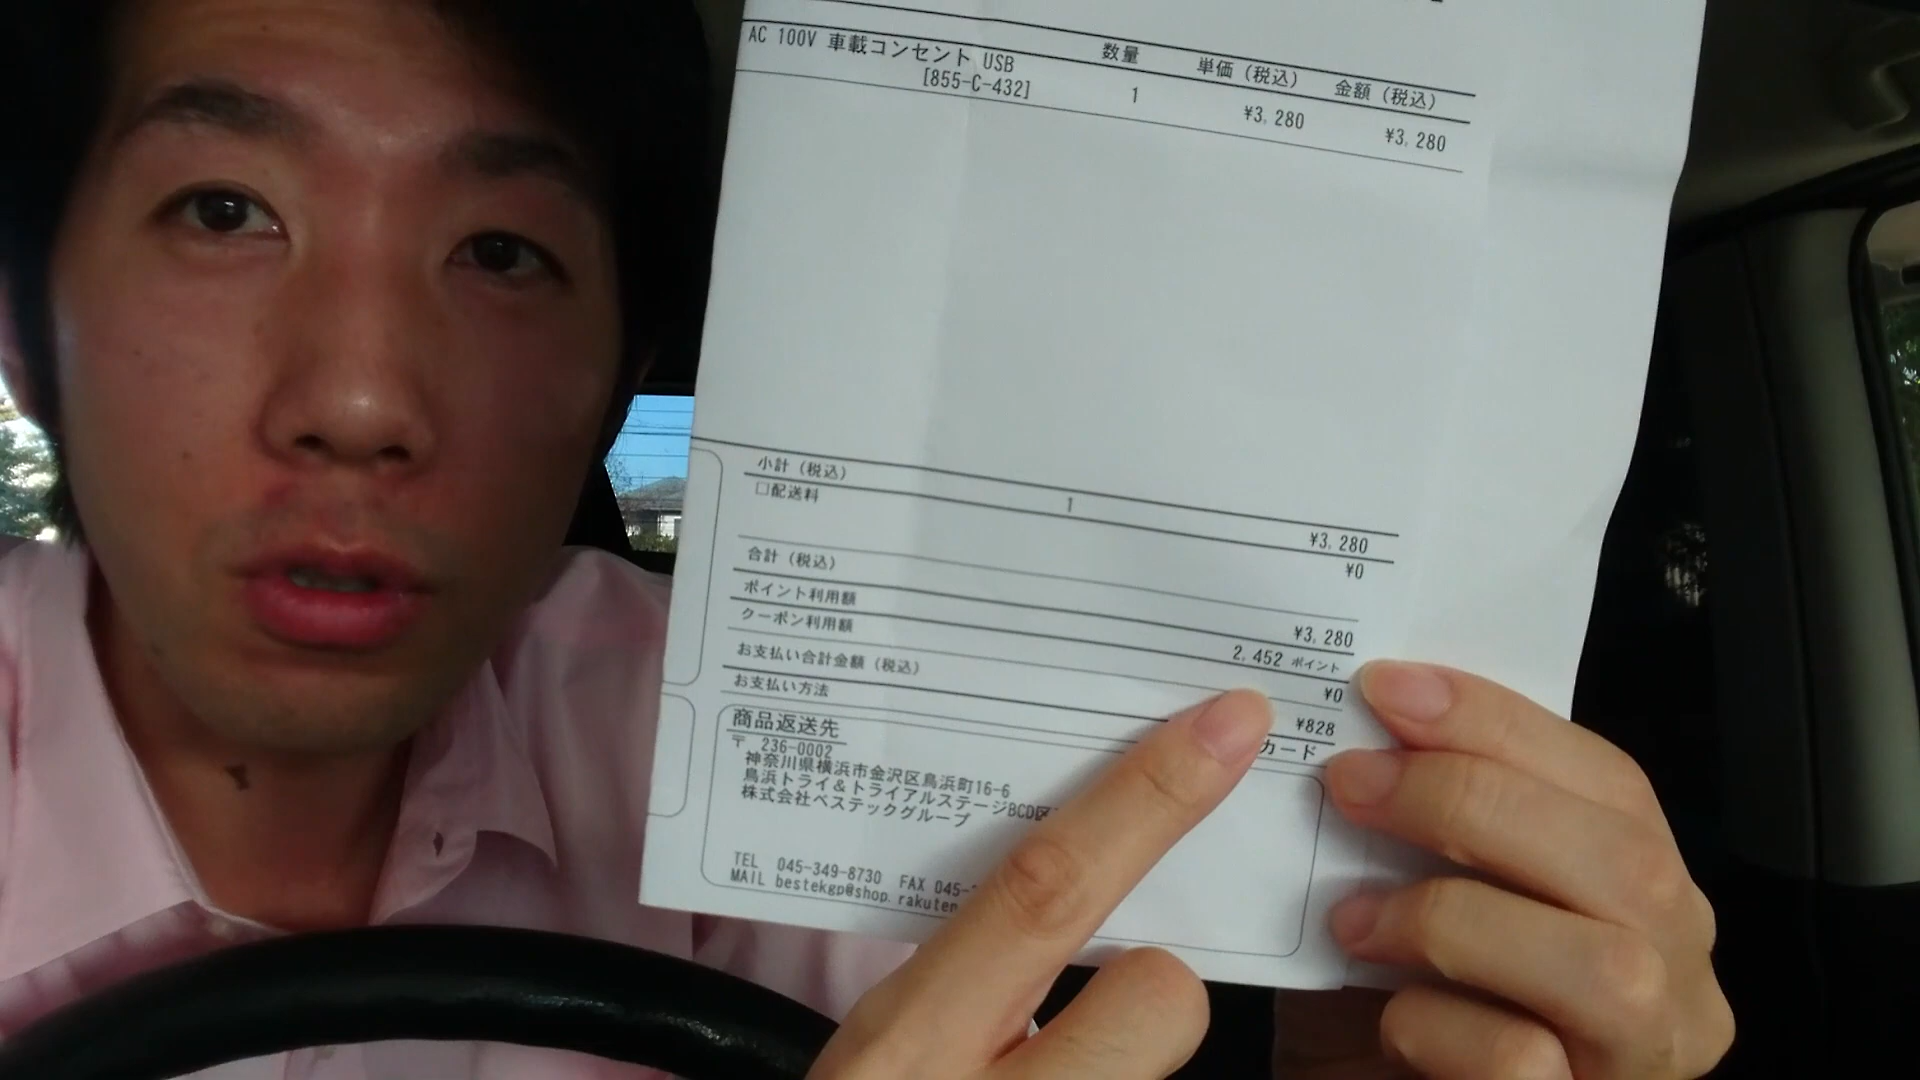 AC 100V 車載コンセント USB 数量 単価（税込） 金額（税込）
[855-C-432] 1 ¥3,280 ¥3,280
小計（税込） 1 ¥3,280
□配送料 ¥0
合計（税込） ¥3,280
ポイント利用額 2,452 ポイント
クーポン利用額 ¥0
お支払い合計金額（税込） ¥828
お支払い方法 カード
商品返送先
〒 236-0002
神奈川県横浜市金沢区鳥浜町16-6
鳥浜トライ＆トライアルステージBCD区
株式会社ベステックグループ
TEL 045-349-8730 FAX 045-
MAIL bestekgp@shop.rakuten